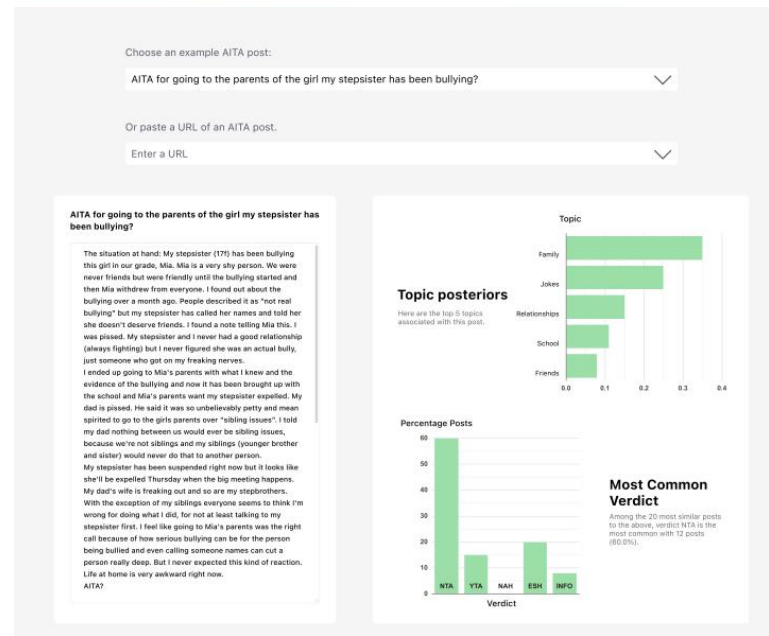 Choose an example AITA post:
AITA for going to the parents of the girl my stepsister has been bullying?
Or paste a URL of an AITA post.
Enter a URL
AITA for going to the parents of the girl my stepsister has
been bullying?
The situation at hand: My stepsister (17f) has been bullying
this girl in our grade, Mia. Mia is a very shy person. We were
never friends but were friendly until the bullying started and
then Mia withdrew from everyone. I found out about the
bullying over a month ago. People described it as "not real
bullying" but my stepsister has called her names and told her
she doesn't deserve friends. I found a note telling Mia this. I
was pissed. My stepsister and I never had a good relationship
(always fighting) but I never figured she was an actual bully,
just someone who got on my freaking nerves.
I ended up going to Mia's parents with what I knew and the
evidence of the bullying and now it has been brought up with
the school and Mia's parents want my stepsister expelled. My
dad is pissed. He said it was so unbelievably petty and mean
spirited to go to the girls parents over "sibling issues". I told
my dad nothing between us would ever be sibling issues,
because we're not siblings and my siblings (younger brother
and sister) would never do that to another person.
My stepsister has been suspended right now but it looks like
she'll be expelled Thursday when the big meeting happens.
My dad's wife is freaking out and so are my stepbrothers.
With the exception of my siblings everyone seems to think I'm
wrong for doing what I did, for not at least talking to my
stepsister first. I feel like going to Mia's parents was the right
call because of how serious bullying can be for the person
being bullied and even calling someone names can cut a
person really deep. But I never expected this kind of reaction.
Life at home is very awkward right now.
AITA?
Topic posteriors
Here are the top 5 topics
associated with this post.
Topic
Family
Jokes
Relationships
School
Friends
0.0 0.1 0.2 0.3 0.4
Percentage Posts
60
50
40
30
20
10
0
NTA YTA NAH ESH INFO
Verdict
Most Common
Verdict
Among the 20 most similar posts
to the above, verdict NTA is the
most common with 12 posts
(60.0%).